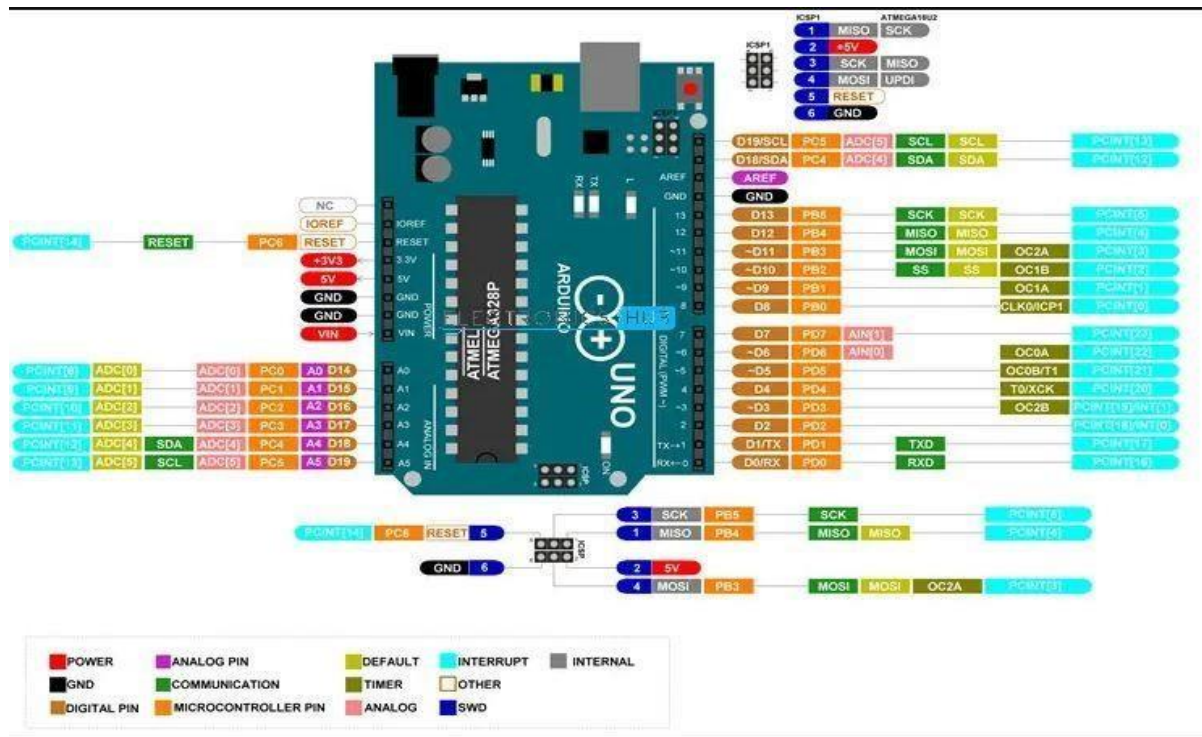 ICSP1 ATMEGA16U2
1 MISO SCK
2 +5V
3 SCK MISO
4 MOSI UPDI
5 RESET
6 GND
ICSP1
D19/SCL PC5 ADC[5] SCL SCL PCINT[13]
D18/SDA PC4 ADC[4] SDA SDA PCINT[12]
AREF AREF
GND GND
13 D13 PB5 SCK SCK PCINT[5]
12 D12 PB4 MISO MISO PCINT[4]
~11 ~D11 PB3 MOSI MOSI OC2A PCINT[3]
~10 ~D10 PB2 SS SS OC1B PCINT[2]
~9 ~D9 PB1 OC1A PCINT[1]
8 D8 PB0 CLK0/ICP1 PCINT[0]
7 D7 PD7 AIN[1] PCINT[23]
~6 ~D6 PD6 AIN[0] OC0A PCINT[22]
~5 ~D5 PD5 OC0B/T1 PCINT[21]
4 D4 PD4 T0/XCK PCINT[20]
~3 ~D3 PD3 OC2B PCINT[19]/INT[1]
2 D2 PD2 PCINT[18]/INT[0]
TX→1 D1/TX PD1 TXD PCINT[17]
RX←0 D0/RX PD0 RXD PCINT[16]
NC
IOREF IOREF
PCINT[14] RESET PC6 RESET RESET
+3V3 3.3V
5V 5V
GND GND
GND GND
VIN VIN
POWER
PCINT[8] ADC[0] ADC[0] PC0 A0 D14 A0
PCINT[9] ADC[1] ADC[1] PC1 A1 D15 A1
PCINT[10] ADC[2] ADC[2] PC2 A2 D16 A2
PCINT[11] ADC[3] ADC[3] PC3 A3 D17 A3
PCINT[12] ADC[4] SDA ADC[4] PC4 A4 D18 A4
PCINT[13] ADC[5] SCL ADC[5] PC5 A5 D19 A5
ANALOG IN
RX TX L
ICSP
ARDUINO
UNO
ATMEL
ATMEGA328P
ELECTRONICS HUB
DIGITAL (PWM ~)
ON
ICSP
3 SCK PB5 SCK PCINT[5]
PCINT[14] PC6 RESET 5
1 MISO PB4 MISO MISO PCINT[4]
ICSP
GND 6
2 5V
4 MOSI PB3 MOSI MOSI OC2A PCINT[3]
POWER ANALOG PIN DEFAULT INTERRUPT INTERNAL
GND COMMUNICATION TIMER OTHER
DIGITAL PIN MICROCONTROLLER PIN ANALOG SWD